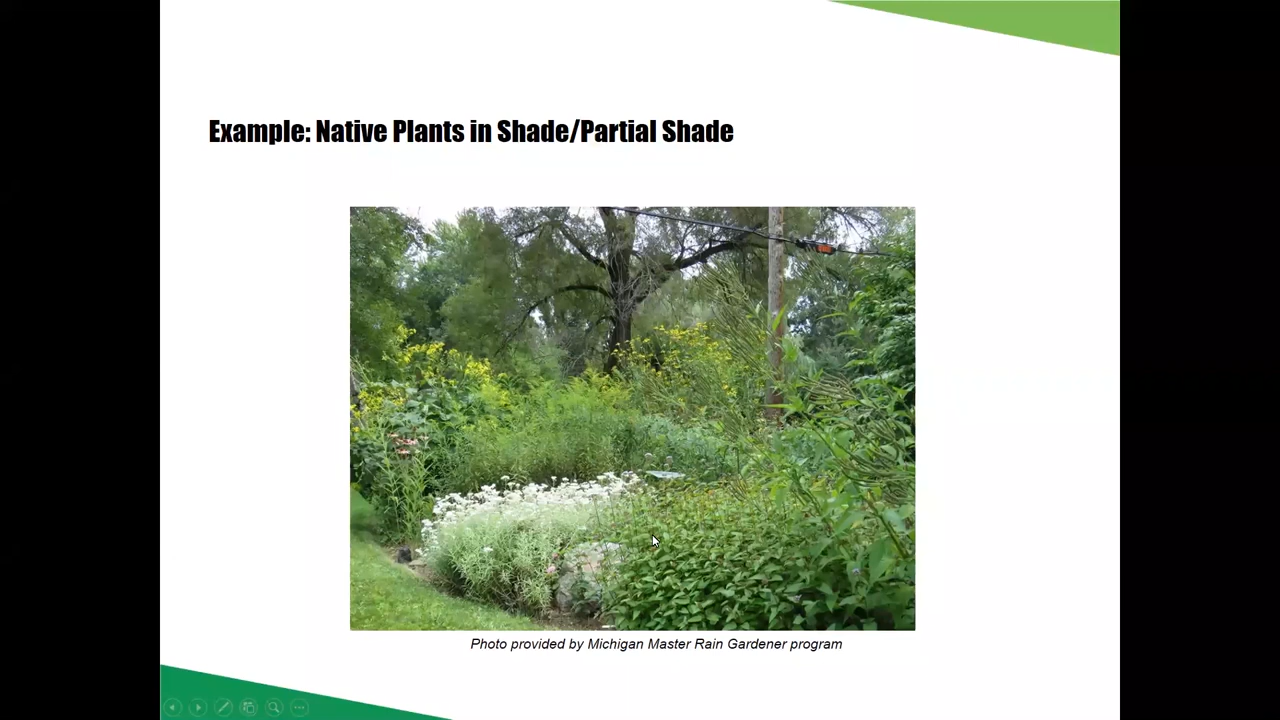 Example: Native Plants in Shade/Partial Shade
Photo provided by Michigan Master Rain Gardener program